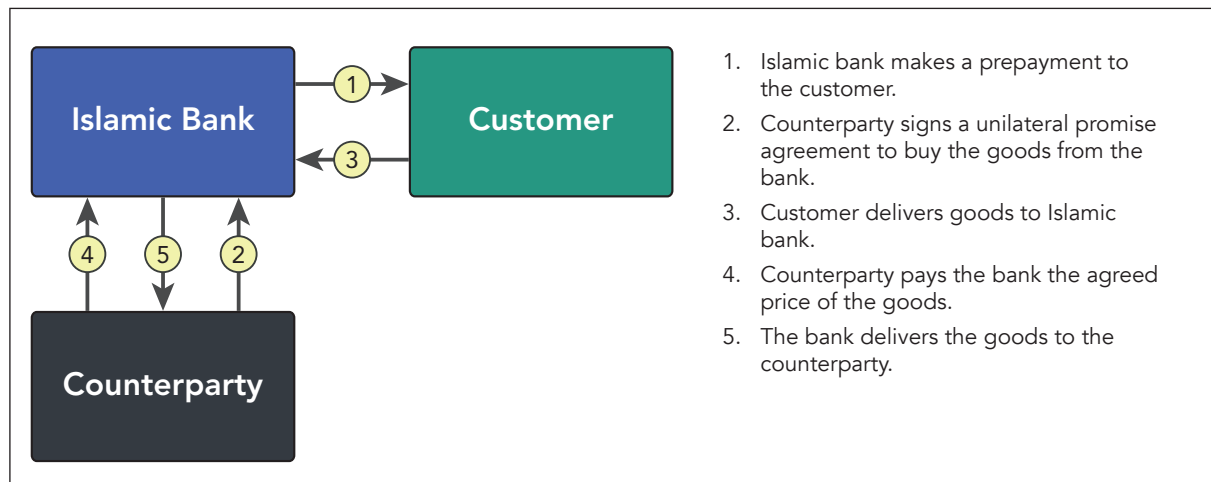 Islamic Bank
1
Customer
3
4
5
2
Counterparty
1. Islamic bank makes a prepayment to
the customer.
2. Counterparty signs a unilateral promise
agreement to buy the goods from the
bank.
3. Customer delivers goods to Islamic
bank.
4. Counterparty pays the bank the agreed
price of the goods.
5. The bank delivers the goods to the
counterparty.